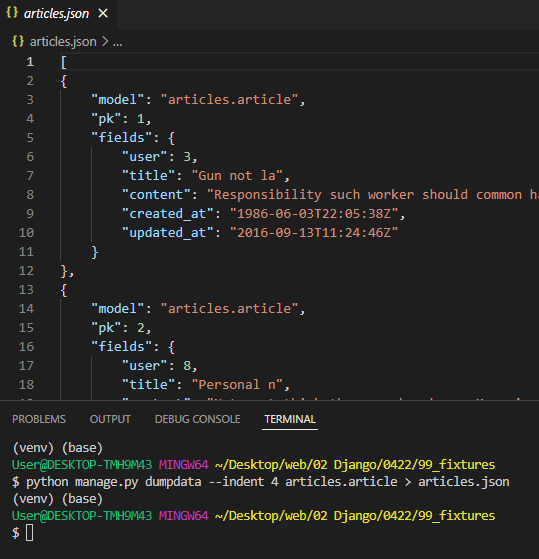 {} articles.json ×
{} articles.json > ...
1 [
2 {
3 "model": "articles.article",
4 "pk": 1,
5 "fields": {
6 "user": 3,
7 "title": "Gun not la",
8 "content": "Responsibility such worker should common ha
9 "created_at": "1986-06-03T22:05:38Z",
10 "updated_at": "2016-09-13T11:24:46Z"
11 }
12 },
13 {
14 "model": "articles.article",
15 "pk": 2,
16 "fields": {
17 "user": 8,
18 "title": "Personal n",
PROBLEMS OUTPUT DEBUG CONSOLE TERMINAL
(venv) (base)
User@DESKTOP-TMH9M43 MINGW64 ~/Desktop/web/02 Django/0422/99_fixtures
$ python manage.py dumpdata --indent 4 articles.article > articles.json
(venv) (base)
User@DESKTOP-TMH9M43 MINGW64 ~/Desktop/web/02 Django/0422/99_fixtures
$